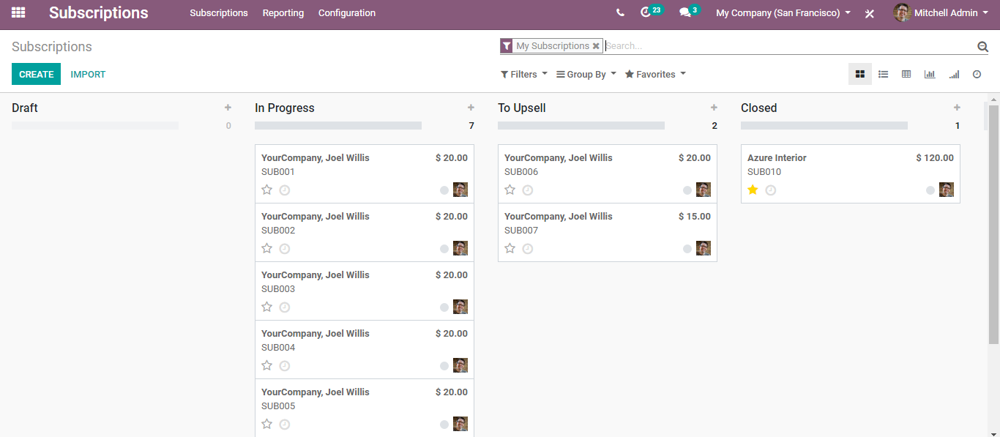 Subscriptions Subscriptions Reporting Configuration 23 3 My Company (San Francisco) Mitchell Admin
Subscriptions
My Subscriptions Search...
CREATE IMPORT
Filters Group By Favorites
Draft
0
In Progress
7
YourCompany, Joel Willis $ 20.00
SUB001
YourCompany, Joel Willis $ 20.00
SUB002
YourCompany, Joel Willis $ 20.00
SUB003
YourCompany, Joel Willis $ 20.00
SUB004
YourCompany, Joel Willis $ 20.00
SUB005
To Upsell
2
YourCompany, Joel Willis $ 20.00
SUB006
YourCompany, Joel Willis $ 15.00
SUB007
Closed
1
Azure Interior $ 120.00
SUB010